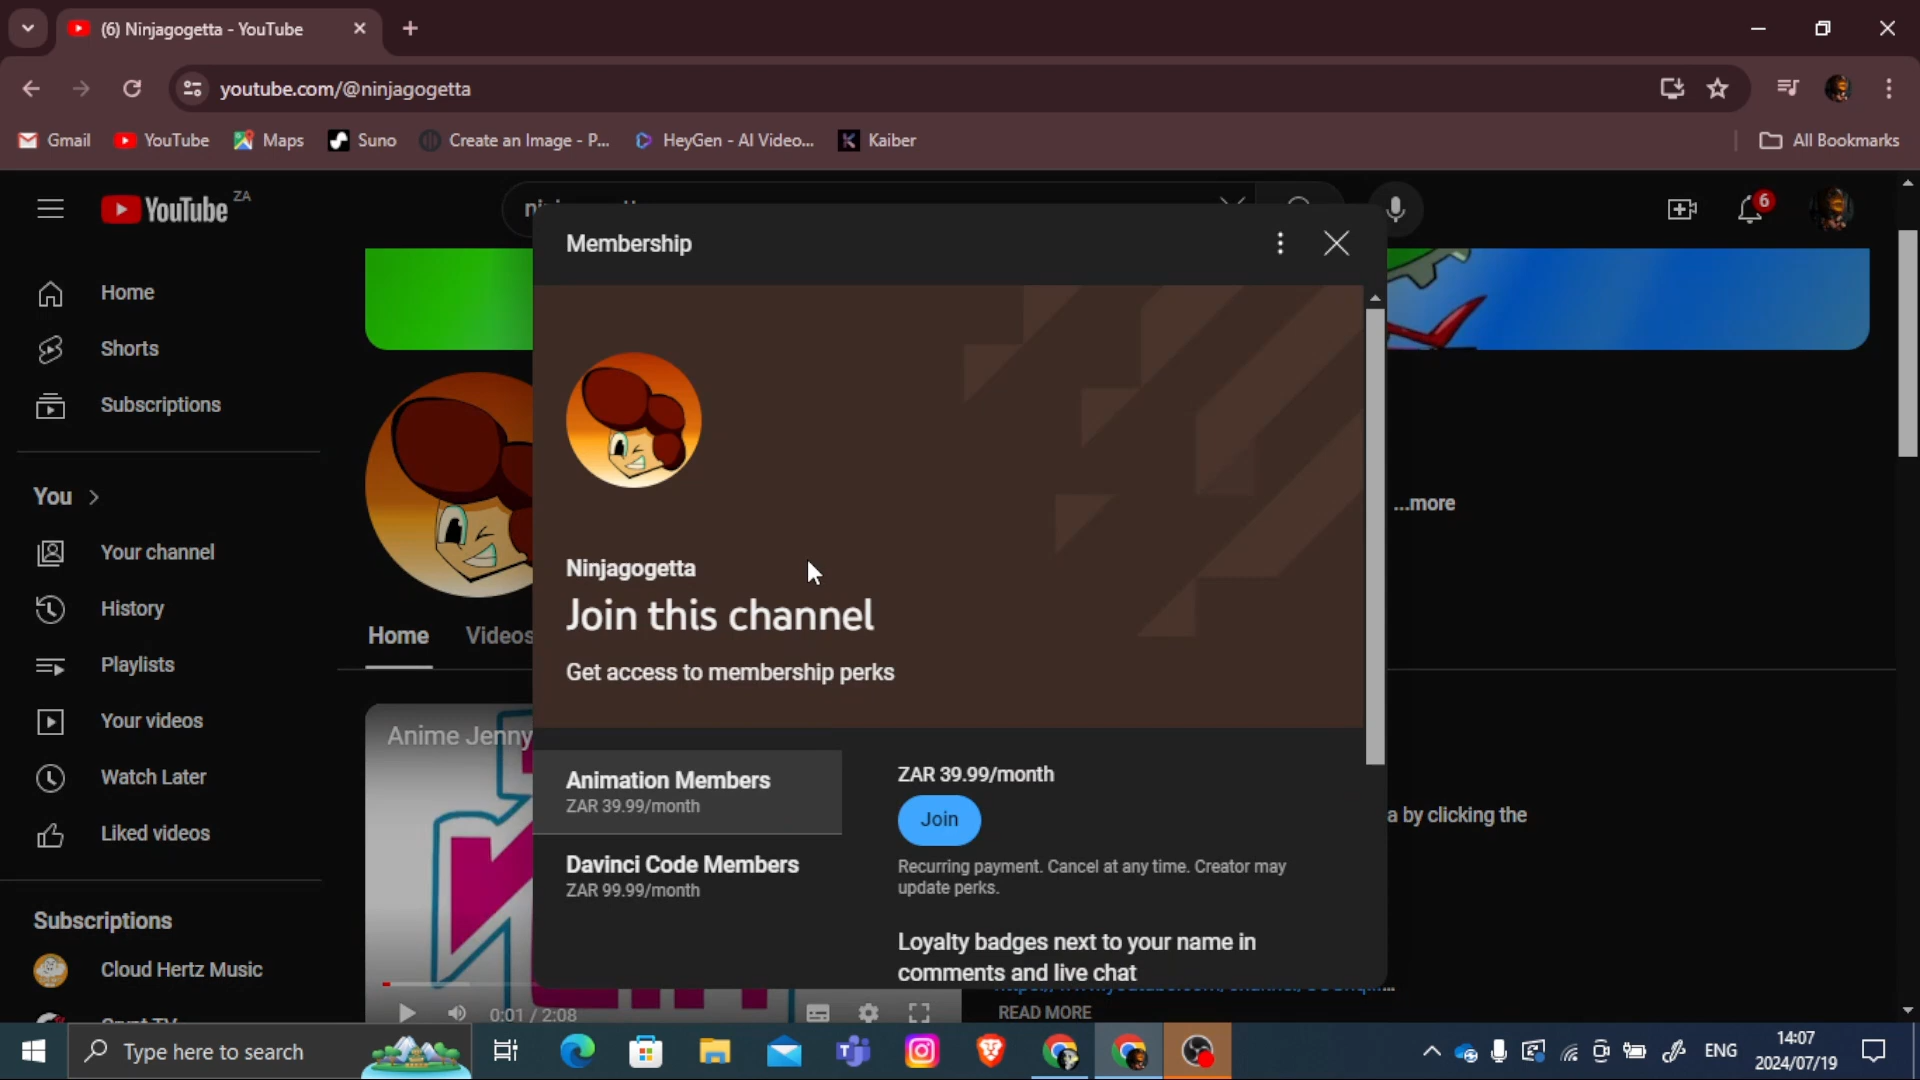 (6) Ninjagogetta - YouTube
youtube.com/@ninjagogetta
Gmail
YouTube
Maps
Suno
Create an Image - P...
HeyGen - AI Video...
Kaiber
All Bookmarks
YouTube ZA
6
Home
Shorts
Subscriptions
You
Your channel
History
Playlists
Your videos
Watch Later
Liked videos
Subscriptions
Cloud Hertz Music
Home
Videos
...more
Anime Jenny
0:01 / 2:08
a by clicking the
READ MORE
Membership
Ninjagogetta
Join this channel
Get access to membership perks
Animation Members
ZAR 39.99/month
Davinci Code Members
ZAR 99.99/month
ZAR 39.99/month
Join
Recurring payment. Cancel at any time. Creator may
update perks.
Loyalty badges next to your name in
comments and live chat
Type here to search
ENG
14:07
2024/07/19